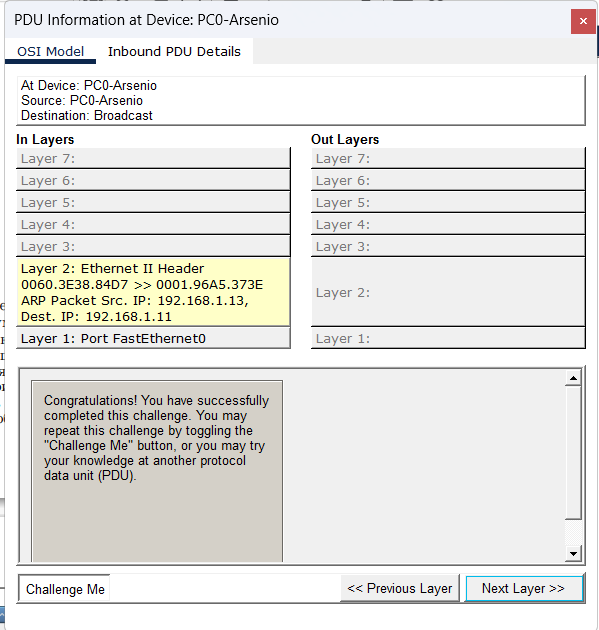 PDU Information at Device: PC0-Arsenio
OSI Model
Inbound PDU Details
At Device: PC0-Arsenio
Source: PC0-Arsenio
Destination: Broadcast
In Layers
Layer 7:
Layer 6:
Layer 5:
Layer 4:
Layer 3:
Layer 2: Ethernet II Header
0060.3E38.84D7 >> 0001.96A5.373E
ARP Packet Src. IP: 192.168.1.13,
Dest. IP: 192.168.1.11
Layer 1: Port FastEthernet0
Out Layers
Layer 7:
Layer 6:
Layer 5:
Layer 4:
Layer 3:
Layer 2:
Layer 1:
Congratulations! You have successfully
completed this challenge. You may
repeat this challenge by toggling the
"Challenge Me" button, or you may try
your knowledge at another protocol
data unit (PDU).
Challenge Me
<< Previous Layer
Next Layer >>